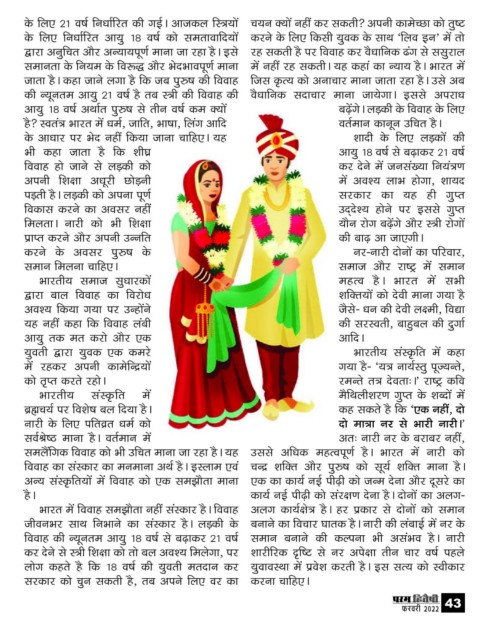 के लिए 21 वर्ष निर्धारित की गई। आजकल स्त्रियों
के लिए निर्धारित आयु 18 वर्ष को समतावादियों
द्वारा अनुचित और अन्यायपूर्ण माना जा रहा है। इसे
समानता के नियम के विरूद्ध और भेदभावपूर्ण माना
जाता है। कहा जाने लगा है कि जब पुरुष की विवाह
की न्यूनतम आयु 21 वर्ष है तब स्त्री की विवाह की
आयु 18 वर्ष अर्थात पुरुष से तीन वर्ष कम क्यों
है? स्वतंत्र भारत में धर्म, जाति, भाषा, लिंग आदि
के आधार पर भेद नहीं किया जाना चाहिए। यह
भी कहा जाता है कि शीघ्र
विवाह हो जाने से लड़की को
अपनी शिक्षा अधूरी छोड़नी
पड़ती है। लड़की को अपना पूर्ण
विकास करने का अवसर नहीं
मिलता। नारी को भी शिक्षा
प्राप्त करने और अपनी उन्नति
करने के अवसर पुरुष के
समान मिलना चाहिए।
भारतीय समाज सुधारकों
द्वारा बाल विवाह का विरोध
अवश्य किया गया पर उन्होंने
यह नहीं कहा कि विवाह लंबी
आयु तक मत करो और एक
युवती द्वारा युवक एक कमरे
में रहकर अपनी कामेन्द्रियों
को तृप्त करते रहो।
भारतीय संस्कृति में
ब्रह्मचर्य पर विशेष बल दिया है।
नारी के लिए पतिव्रत धर्म को
सर्वश्रेष्ठ माना है। वर्तमान में
समलैंगिक विवाह को भी उचित माना जा रहा है। यह
विवाह का संस्कार का मनमाना अर्थ है। इस्लाम एवं
अन्य संस्कृतियों में विवाह को एक समझौता माना
है।
भारत में विवाह समझौता नहीं संस्कार है। विवाह
जीवनभर साथ निभाने का संस्कार है। लड़की के
विवाह की न्यूनतम आयु 18 वर्ष से बढ़ाकर 21 वर्ष
कर देने से स्त्री शिक्षा को तो बल अवश्य मिलेगा, पर
लोग कहते है कि 18 वर्ष की युवती मतदान कर
सरकार को चुन सकती है, तब अपने लिए वर का
चयन क्यों नहीं कर सकती? अपनी कामेच्छा को तुष्ट
करने के लिए किसी युवक के साथ 'लिव इन' में तो
रह सकती है पर विवाह कर वैधानिक ढंग से ससुराल
में नहीं रह सकती। यह कहां का न्याय है। भारत में
जिस कृत्य को अनाचार माना जाता रहा है। उसे अब
वैधानिक सदाचार माना जायेगा। इससे अपराध
बढ़ेंगे। लड़की के विवाह के लिए
वर्तमान कानून उचित है।
शादी के लिए लड़कों की
आयु 18 वर्ष से बढ़ाकर 21 वर्ष
कर देने में जनसंख्या नियंत्रण
में अवश्य लाभ होगा, शायद
सरकार का यह ही गुप्त
उद्देश्य होने पर इससे गुप्त
यौन रोग बढ़ेंगे और स्त्री रोगों
की बाढ़ आ जाएगी।
नर-नारी दोनों का परिवार,
समाज और राष्ट्र में समान
महत्व है। भारत में सभी
शक्तियों को देवी माना गया है
जैसे- धन की देवी लक्ष्मी, विद्या
की सरस्वती, बाहुबल की दुर्गा
आदि।
भारतीय संस्कृति में कहा
गया है- 'यत्र नार्यस्तु पूज्यन्ते,
रमन्ते तत्र देवताः।' राष्ट्र कवि
मैथिलीशरण गुप्त के शब्दों में
कह सकते है कि 'एक नहीं, दो
दो मात्रा नर से भारी नारी।'
अतः नारी नर के बराबर नहीं,
उससे अधिक महत्वपूर्ण है। भारत में नारी को
चन्द्र शक्ति और पुरुष को सूर्य शक्ति माना है।
एक का कार्य नई पीढ़ी को जन्म देना और दूसरे का
कार्य नई पीढ़ी को संरक्षण देना है। दोनों का अलग-
अलग कार्यक्षेत्र है। हर प्रकार से दोनों को समान
बनाने का विचार घातक है। नारी की लंबाई में नर के
समान बनाने की कल्पना भी असंभव है। नारी
शारीरिक दृष्टि से नर अपेक्षा तीन चार वर्ष पहले
युवावस्था में प्रवेश करती है। इस सत्य को स्वीकार
करना चाहिए।
परम हितैषी
फरवरी 2022 43